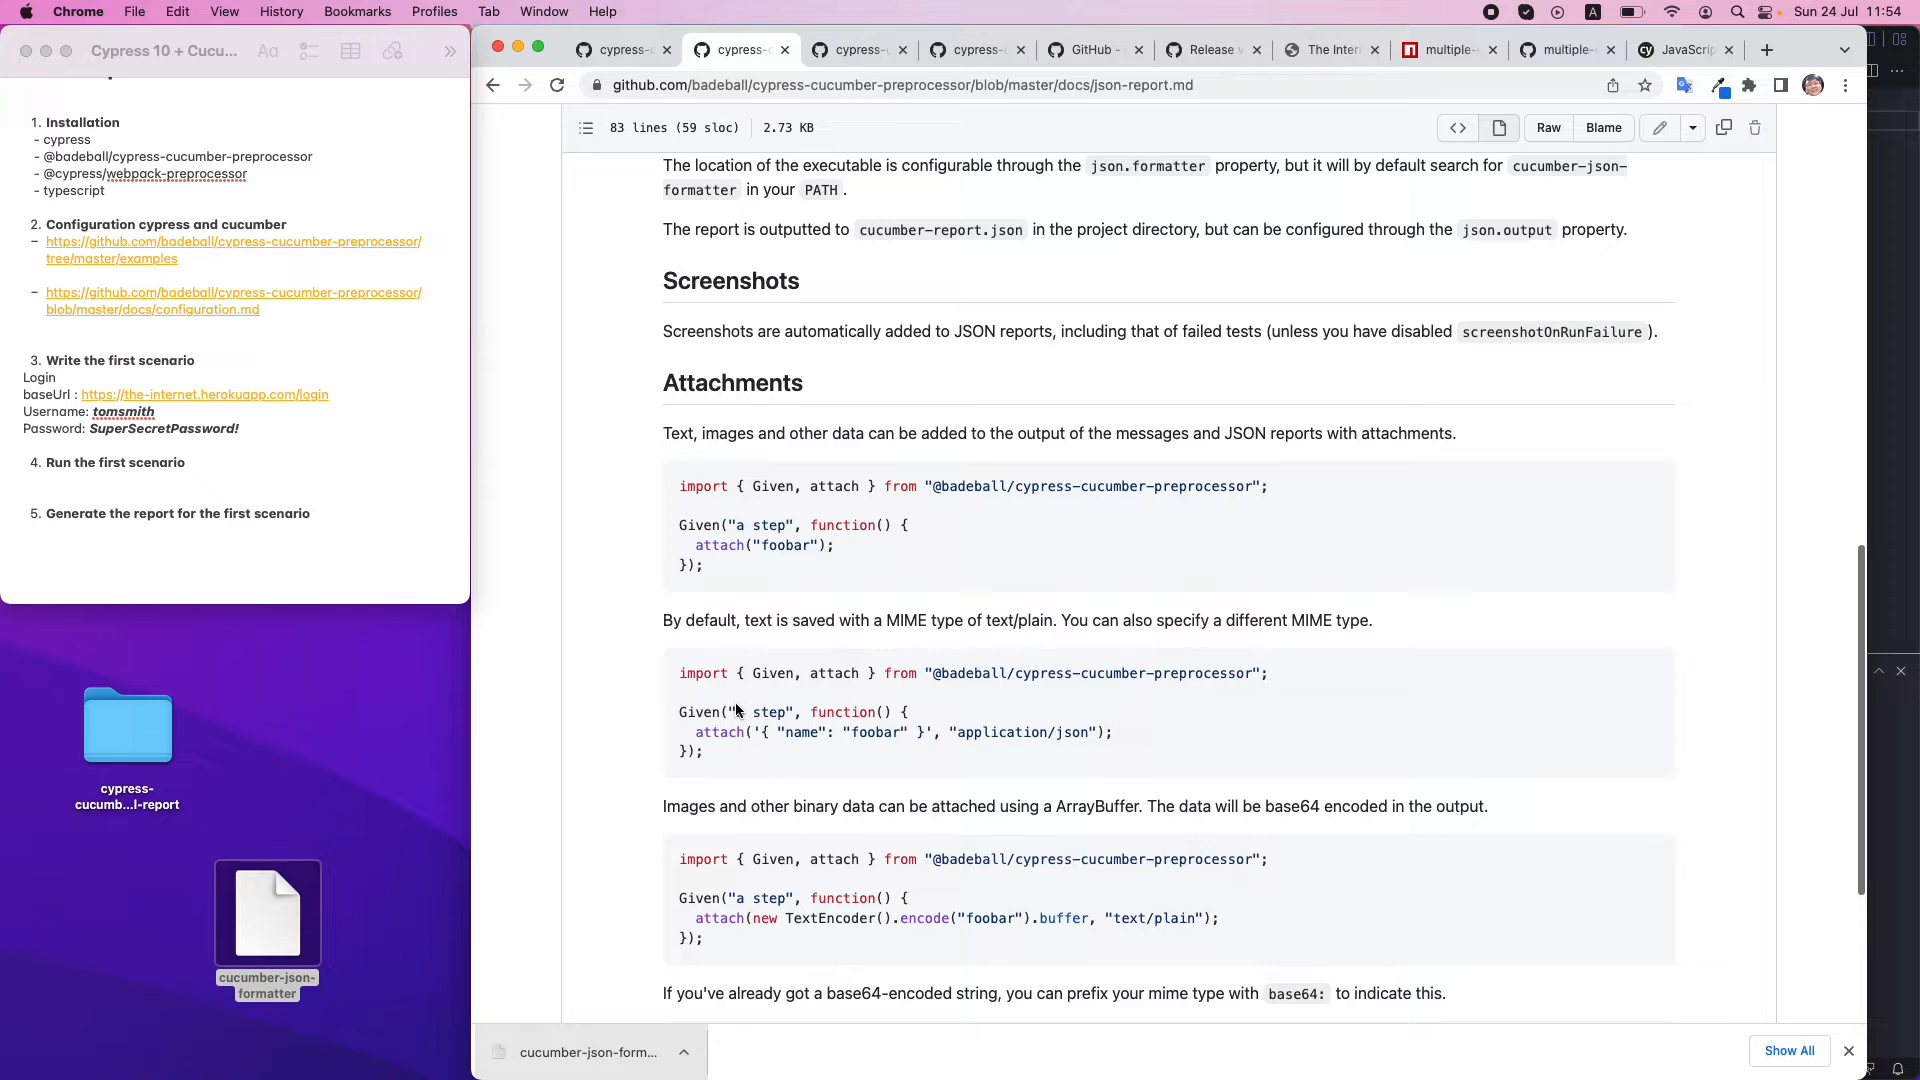 Chrome File Edit View History Bookmarks Profiles Tab Window Help
A
Sun 24 Jul 11:54
Cypress 10 + Cucu...
Aa
1. Installation
- cypress
- @badeball/cypress-cucumber-preprocessor
- @cypress/webpack-preprocessor
- typescript
2. Configuration cypress and cucumber
– https://github.com/badeball/cypress-cucumber-preprocessor/
tree/master/examples
– https://github.com/badeball/cypress-cucumber-preprocessor/
blob/master/docs/configuration.md
3. Write the first scenario
Login
baseUrl : https://the-internet.herokuapp.com/login
Username: tomsmith
Password: SuperSecretPassword!
4. Run the first scenario
5. Generate the report for the first scenario
cypress-
cucumb...l-report
cucumber-json-
formatter
cypress- cypress- cypress- cypress- GitHub - Release The Inter multiple- multiple- JavaScrip
github.com/badeball/cypress-cucumber-preprocessor/blob/master/docs/json-report.md
83 lines (59 sloc) 2.73 KB
Raw Blame
The location of the executable is configurable through the json.formatter property, but it will by default search for cucumber-json-
formatter in your PATH .
The report is outputted to cucumber-report.json in the project directory, but can be configured through the json.output property.
Screenshots
Screenshots are automatically added to JSON reports, including that of failed tests (unless you have disabled screenshotOnRunFailure ).
Attachments
Text, images and other data can be added to the output of the messages and JSON reports with attachments.
import { Given, attach } from "@badeball/cypress-cucumber-preprocessor";
Given("a step", function() {
attach("foobar");
});
By default, text is saved with a MIME type of text/plain. You can also specify a different MIME type.
import { Given, attach } from "@badeball/cypress-cucumber-preprocessor";
Given(" step", function() {
attach('{ "name": "foobar" }', "application/json");
});
Images and other binary data can be attached using a ArrayBuffer. The data will be base64 encoded in the output.
import { Given, attach } from "@badeball/cypress-cucumber-preprocessor";
Given("a step", function() {
attach(new TextEncoder().encode("foobar").buffer, "text/plain");
});
If you've already got a base64-encoded string, you can prefix your mime type with base64: to indicate this.
cucumber-json-form...
Show All